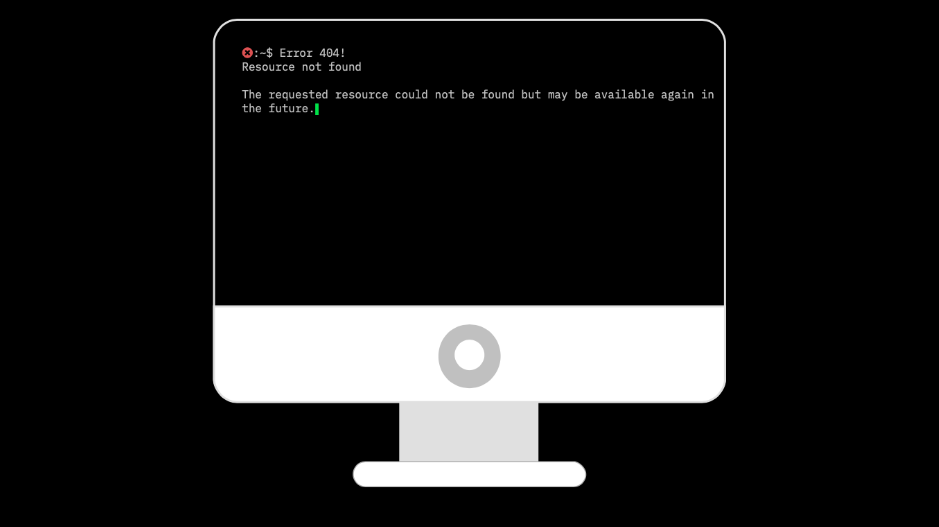 :~$ Error 404!
Resource not found
The requested resource could not be found but may be available again in
the future.